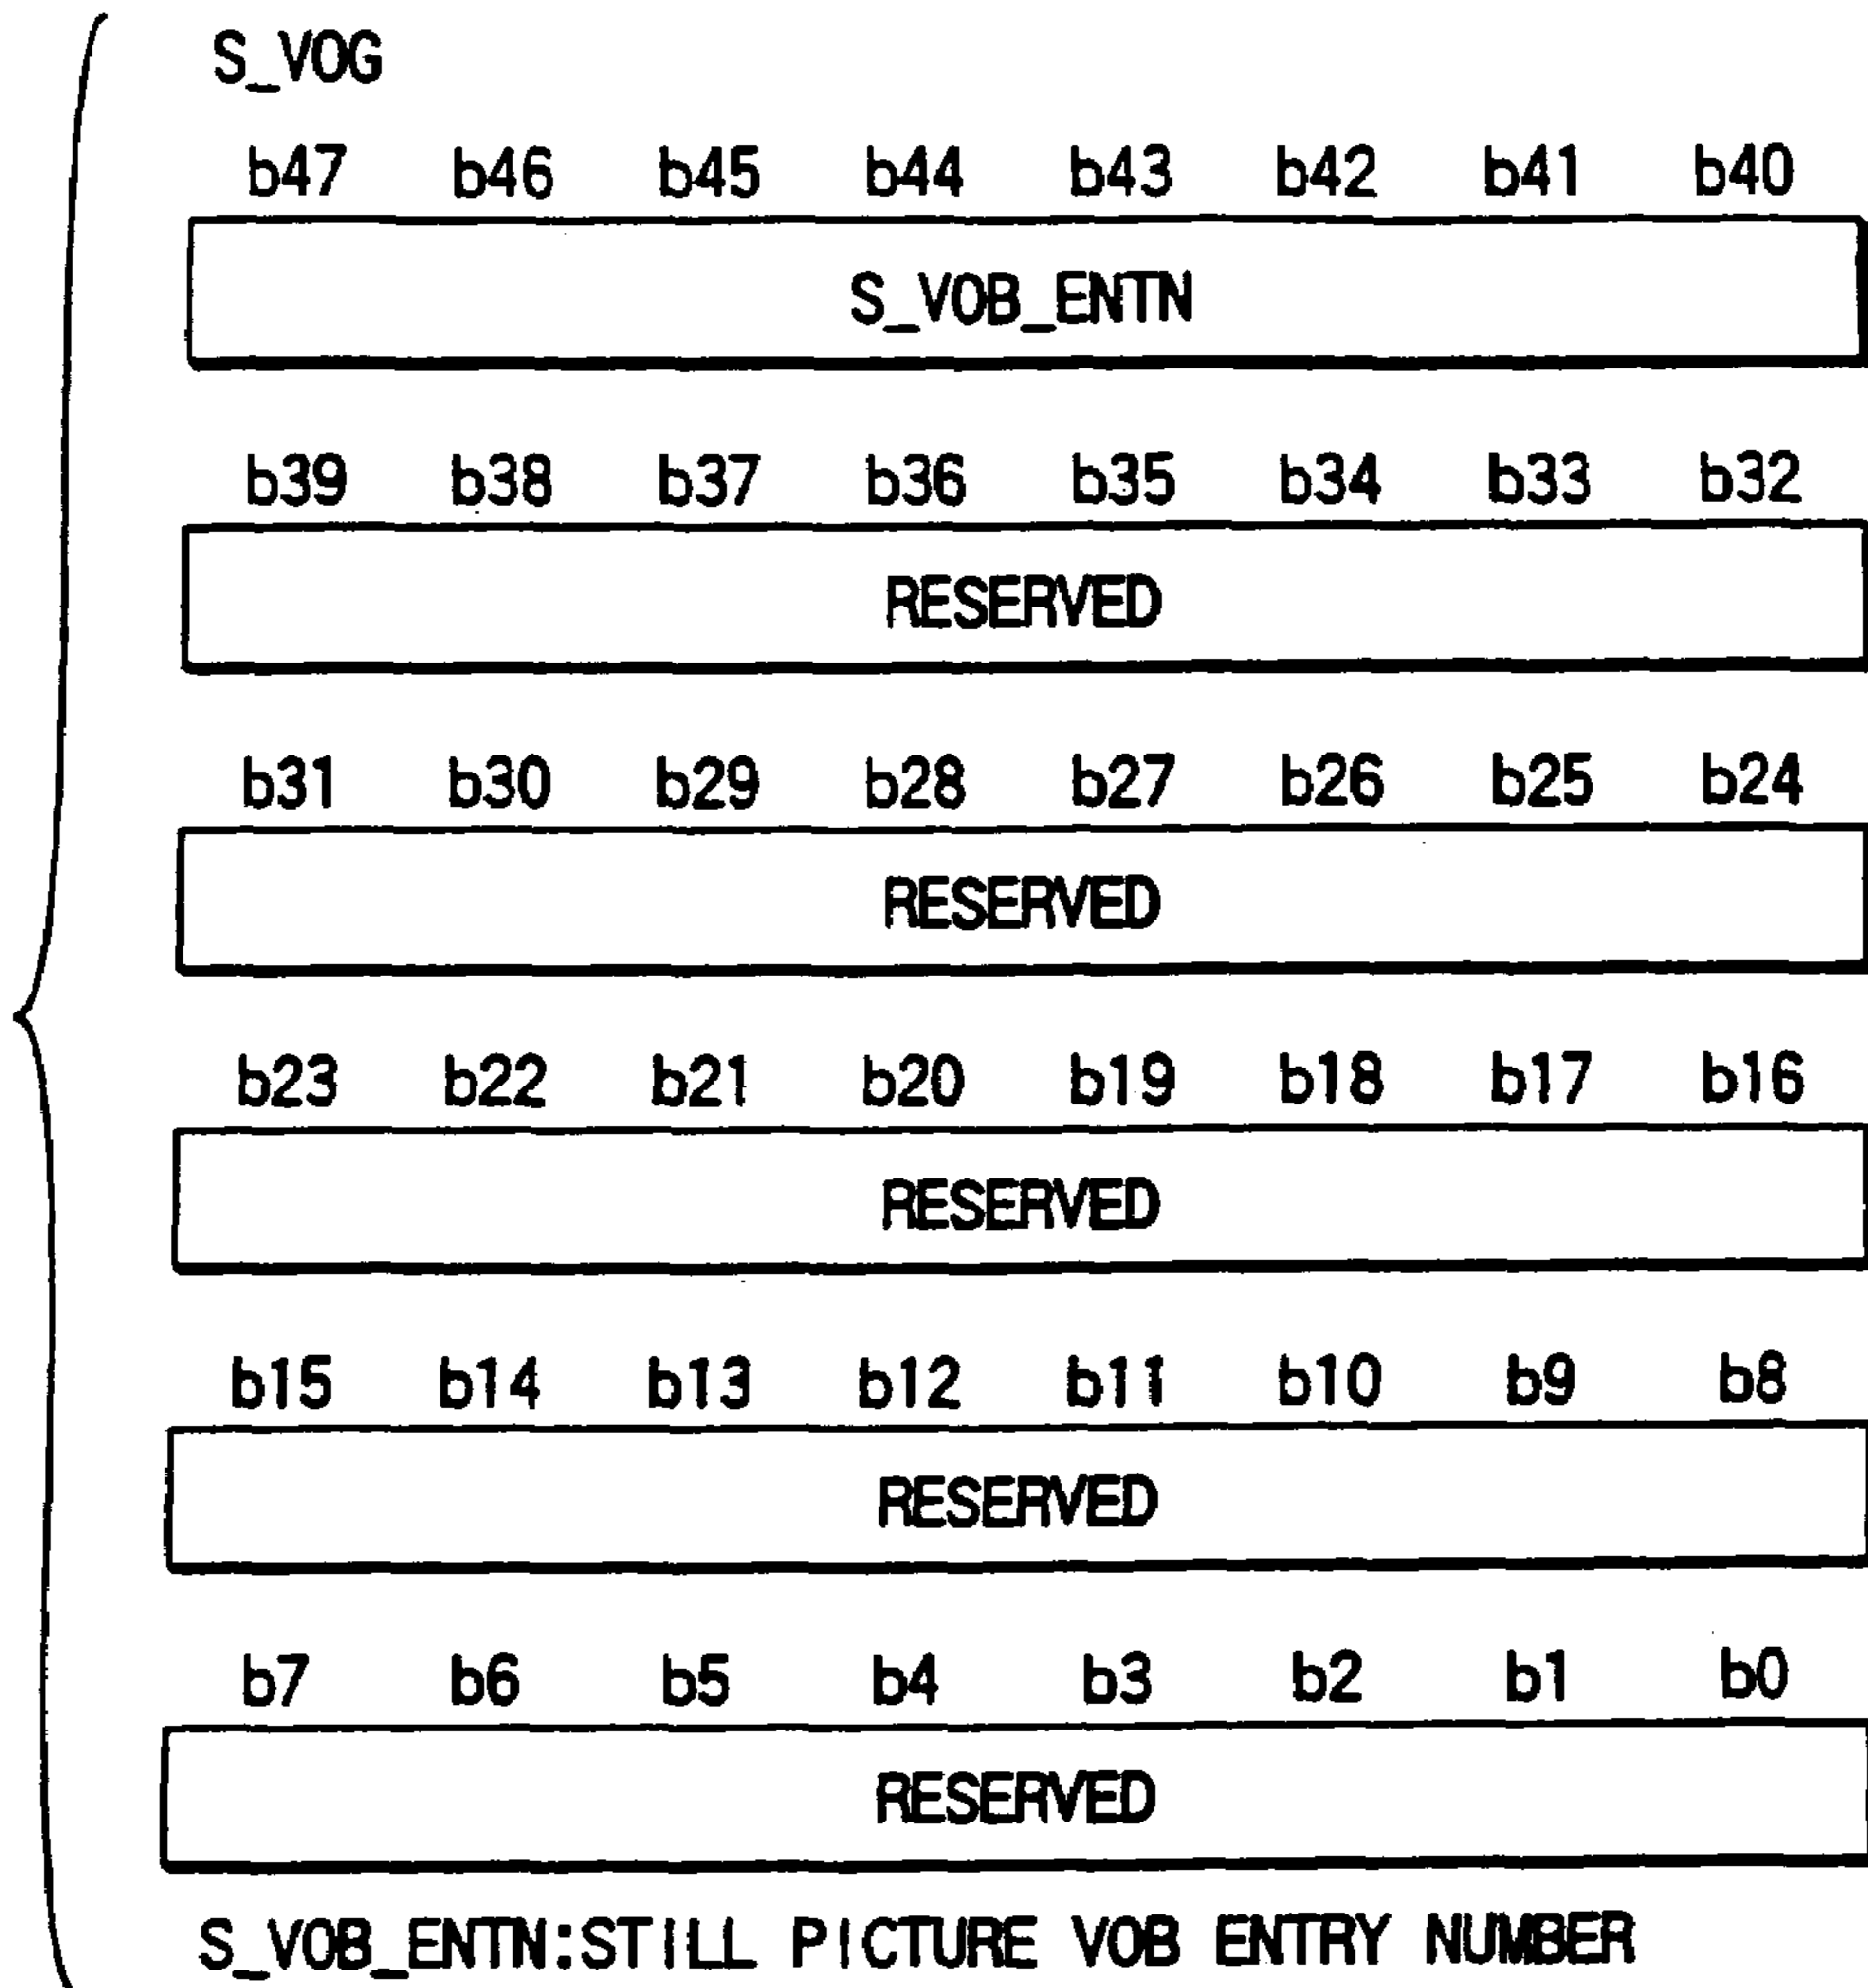 S_VOG
b47 b46 b45 b44 b43 b42 b41 b40
S_VOB_ENTN
b39 b38 b37 b36 b35 b34 b33 b32
RESERVED
b31 b30 b29 b28 b27 b26 b25 b24
RESERVED
b23 b22 b21 b20 b19 b18 b17 b16
RESERVED
b15 b14 b13 b12 b11 b10 b9 b8
RESERVED
b7 b6 b5 b4 b3 b2 b1 b0
RESERVED
S_VOB_ENTN:STILL PICTURE VOB ENTRY NUMBER